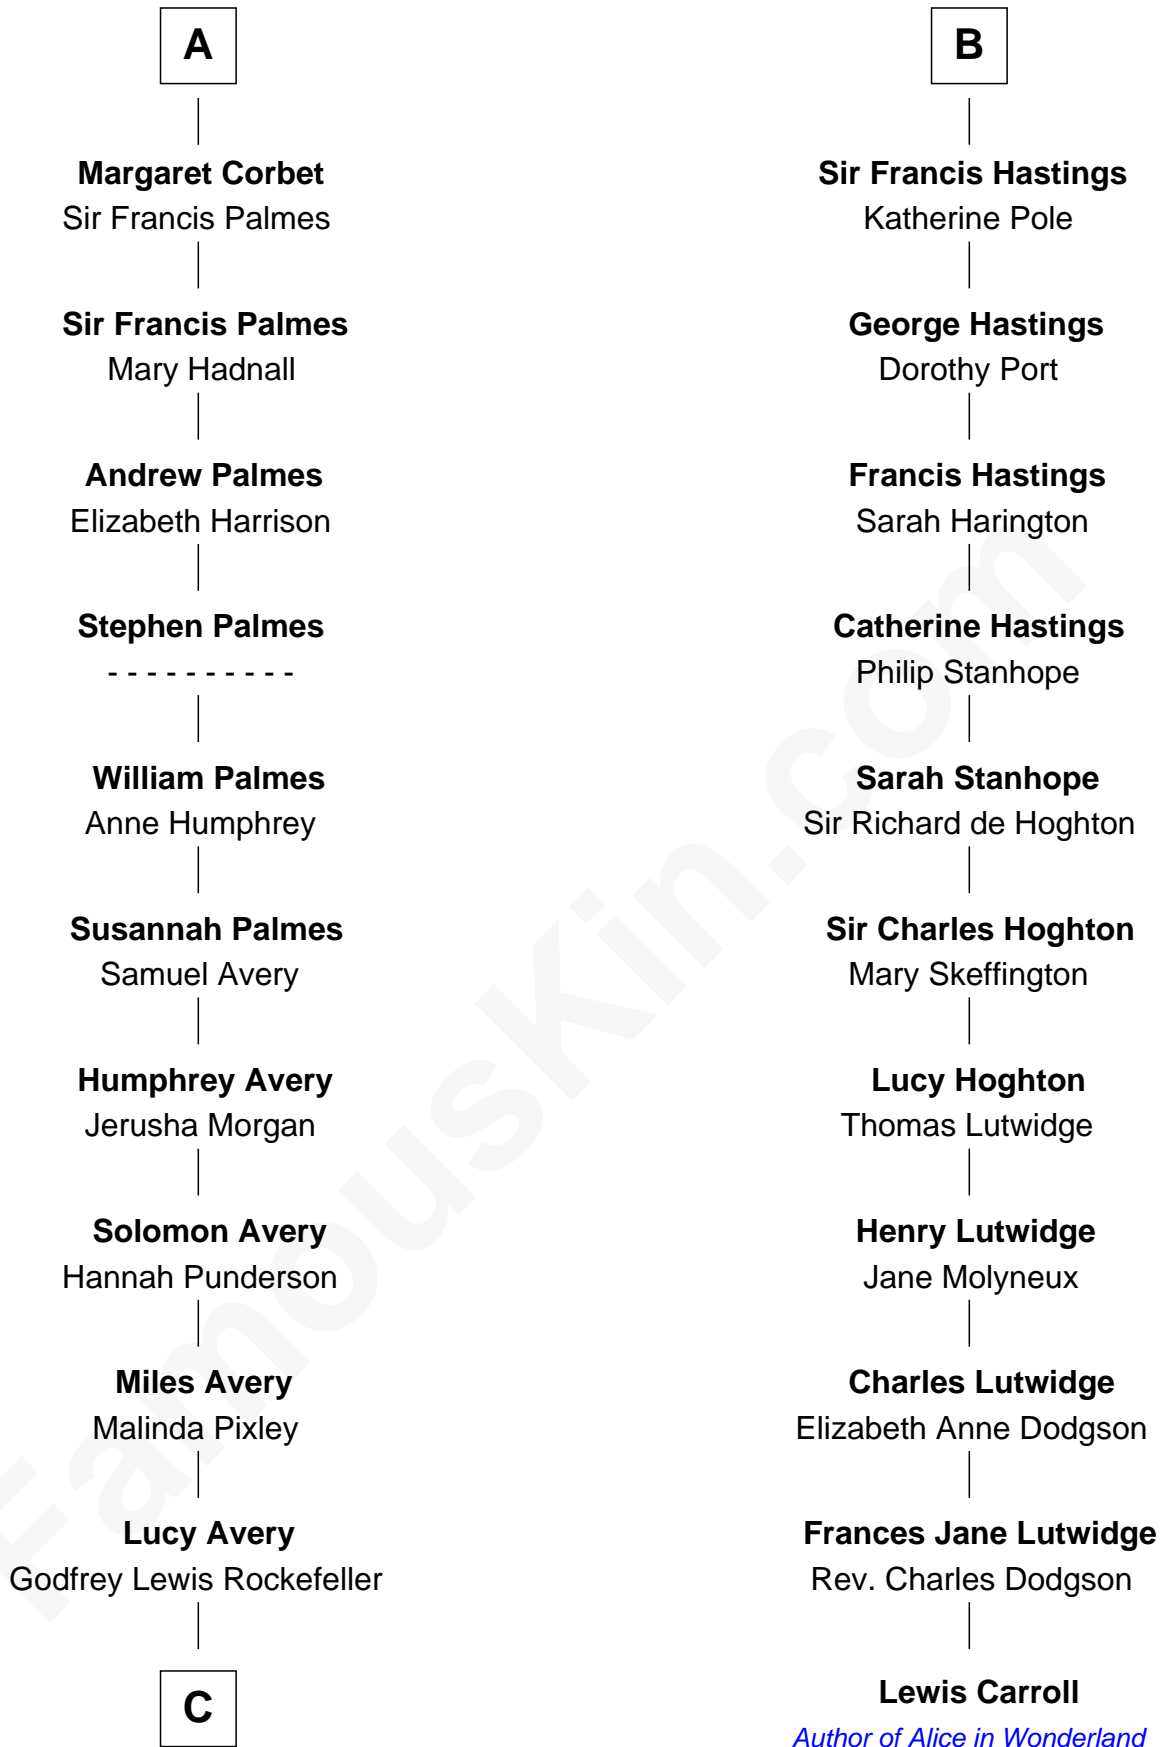 A
Margaret Corbet
Sir Francis Palmes
Sir Francis Palmes
Mary Hadnall
Andrew Palmes
Elizabeth Harrison
Stephen Palmes
- - - - - - - - - -
William Palmes
Anne Humphrey
Susannah Palmes
Samuel Avery
Humphrey Avery
Jerusha Morgan
Solomon Avery
Hannah Punderson
Miles Avery
Malinda Pixley
Lucy Avery
Godfrey Lewis Rockefeller
C
B
Sir Francis Hastings
Katherine Pole
George Hastings
Dorothy Port
Francis Hastings
Sarah Harington
Catherine Hastings
Philip Stanhope
Sarah Stanhope
Sir Richard de Hoghton
Sir Charles Hoghton
Mary Skeffington
Lucy Hoghton
Thomas Lutwidge
Henry Lutwidge
Jane Molyneux
Charles Lutwidge
Elizabeth Anne Dodgson
Frances Jane Lutwidge
Rev. Charles Dodgson
Lewis Carroll
Author of Alice in Wonderland
FamousKin.com